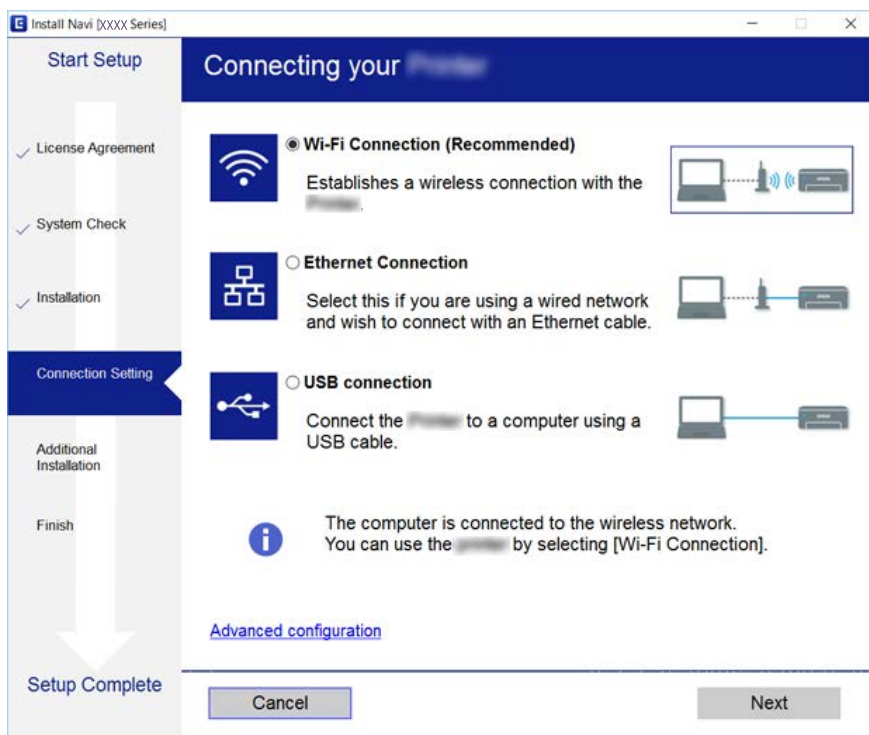 E Install Navi [XXXX Series]
Start Setup
License Agreement
System Check
Installation
Connection Setting
Additional
Installation
Finish
Setup Complete
Connecting your
Wi-Fi Connection (Recommended)
Establishes a wireless connection with the
.
Ethernet Connection
Select this if you are using a wired network
and wish to connect with an Ethernet cable.
USB connection
Connect the to a computer using a
USB cable.
The computer is connected to the wireless network.
You can use the by selecting [Wi-Fi Connection].
Advanced configuration
Cancel
Next